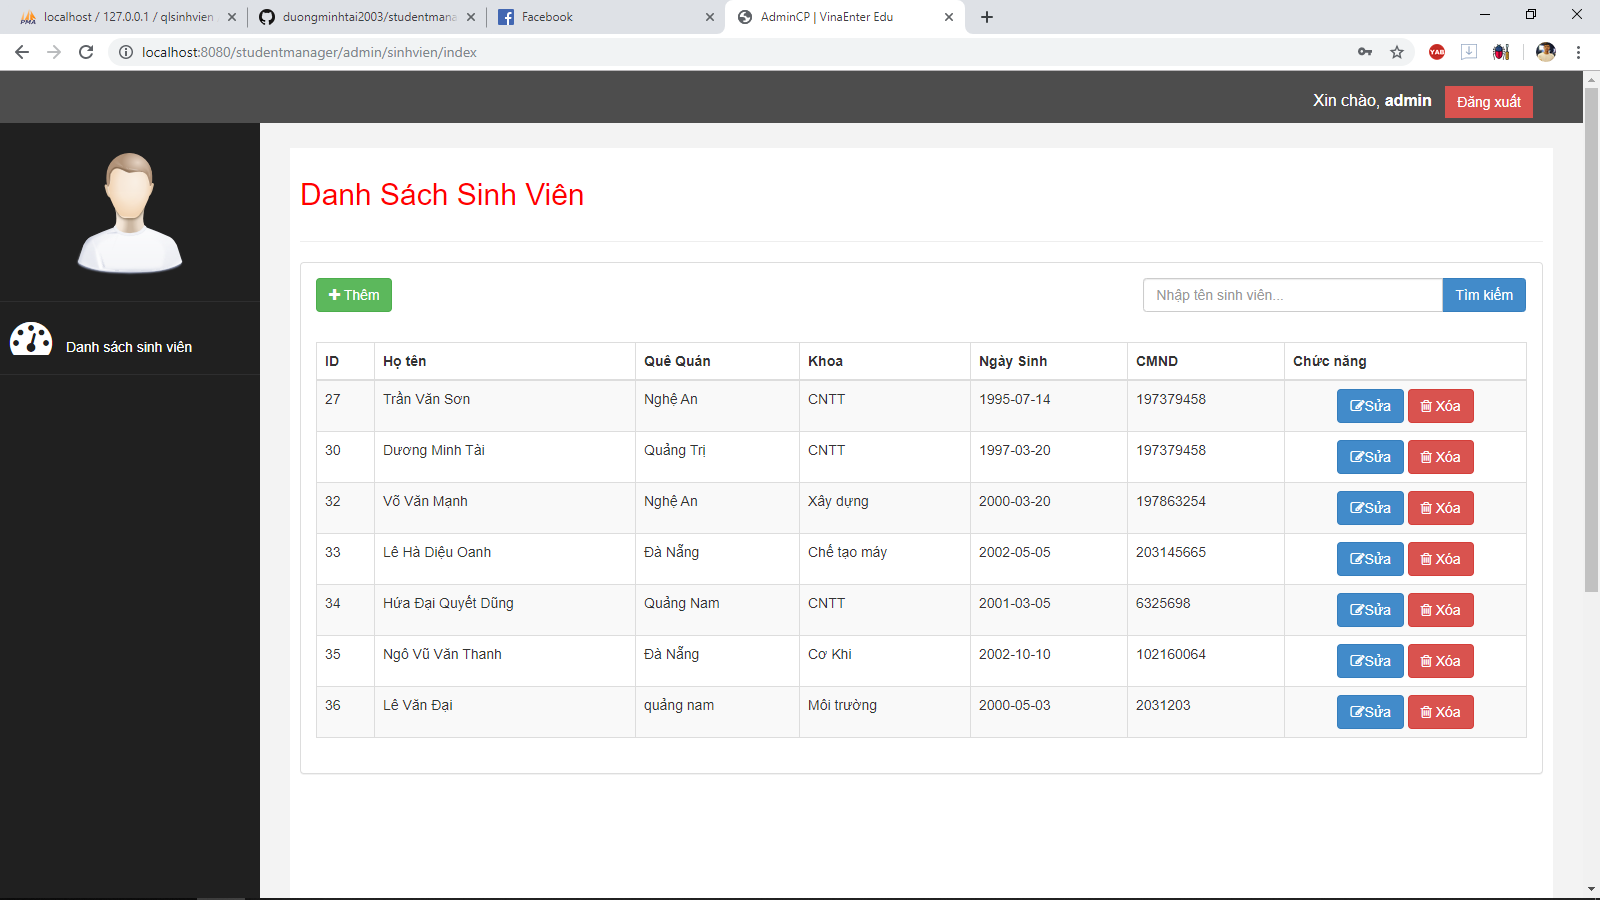 PMA localhost / 127.0.0.1 / qlsinhvien
duongminhtai2003/studentmana
Facebook
AdminCP | VinaEnter Edu
localhost:8080/studentmanager/admin/sinhvien/index
YAB
Xin chào, admin
Đăng xuất
Danh sách sinh viên
Danh Sách Sinh Viên
Thêm
Nhập tên sinh viên...
Tìm kiếm
ID Họ tên Quê Quán Khoa Ngày Sinh CMND Chức năng
27 Trần Văn Sơn Nghệ An CNTT 1995-07-14 197379458 Sửa Xóa
30 Dương Minh Tài Quảng Trị CNTT 1997-03-20 197379458 Sửa Xóa
32 Võ Văn Mạnh Nghệ An Xây dựng 2000-03-20 197863254 Sửa Xóa
33 Lê Hà Diệu Oanh Đà Nẵng Chế tạo máy 2002-05-05 203145665 Sửa Xóa
34 Hứa Đại Quyết Dũng Quảng Nam CNTT 2001-03-05 6325698 Sửa Xóa
35 Ngô Vũ Văn Thanh Đà Nẵng Cơ Khi 2002-10-10 102160064 Sửa Xóa
36 Lê Văn Đại quảng nam Môi trường 2000-05-03 2031203 Sửa Xóa